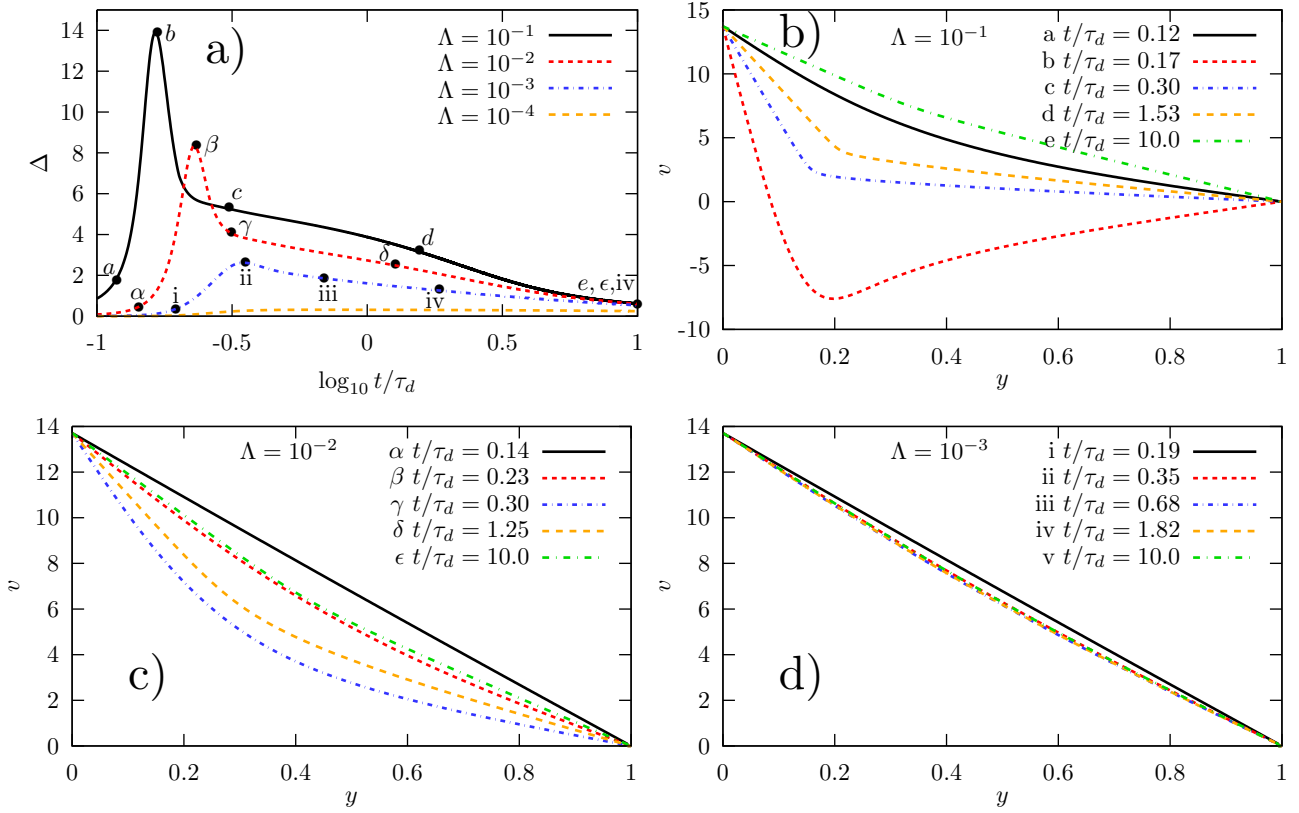 a)
Λ = 10⁻¹
Λ = 10⁻²
Λ = 10⁻³
Λ = 10⁻⁴
14
12
10
8
6
4
2
0
Δ
-1
-0.5
0
0.5
1
log₁₀ t/τ_d
a
b
c
d
α
β
γ
δ
i
ii
iii
iv
e, ϵ,iv
b)
Λ = 10⁻¹
a t/τ_d = 0.12
b t/τ_d = 0.17
c t/τ_d = 0.30
d t/τ_d = 1.53
e t/τ_d = 10.0
15
10
5
0
-5
-10
v
0
0.2
0.4
0.6
0.8
1
y
c)
Λ = 10⁻²
α t/τ_d = 0.14
β t/τ_d = 0.23
γ t/τ_d = 0.30
δ t/τ_d = 1.25
ϵ t/τ_d = 10.0
14
12
10
8
6
4
2
0
v
0
0.2
0.4
0.6
0.8
1
y
d)
Λ = 10⁻³
i t/τ_d = 0.19
ii t/τ_d = 0.35
iii t/τ_d = 0.68
iv t/τ_d = 1.82
v t/τ_d = 10.0
14
12
10
8
6
4
2
0
v
0
0.2
0.4
0.6
0.8
1
y